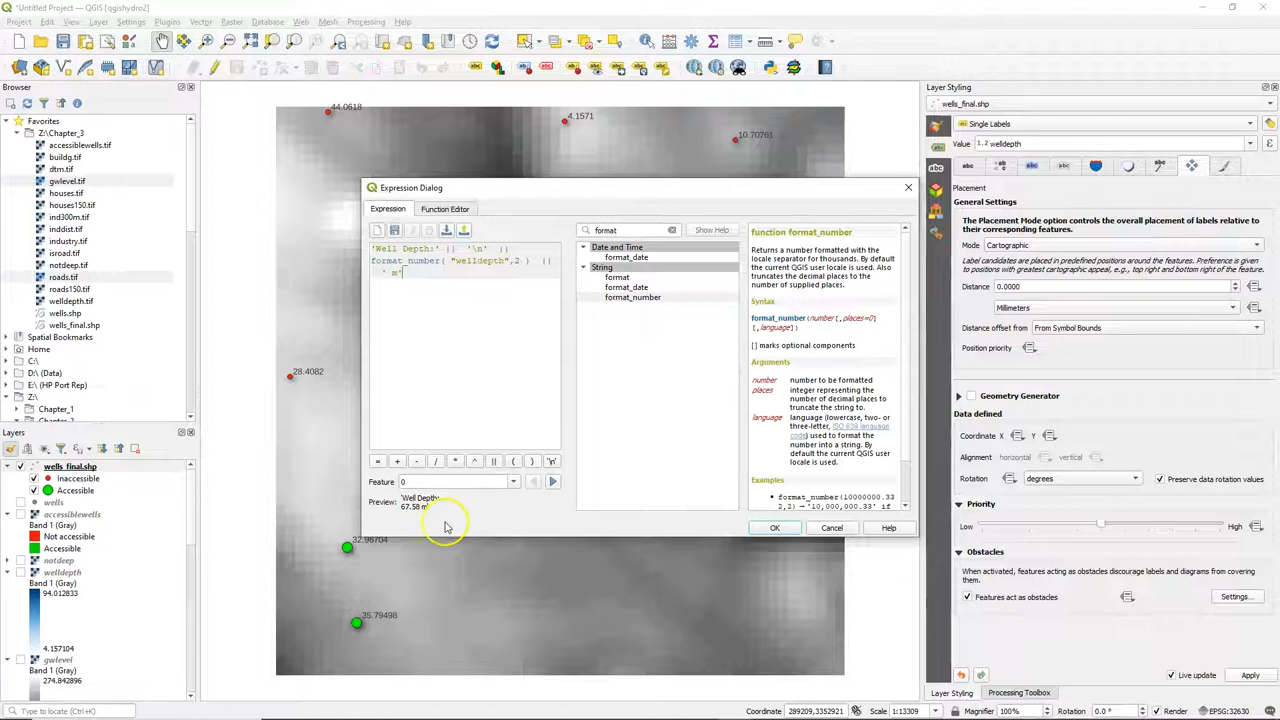 *Untitled Project — QGIS [qgishydro2]
Project Edit View Layer Settings Plugins Vector Raster Database Web Mesh Processing Help
Browser
Favorites
Z:\Chapter_3
accessiblewells.tif
buildg.tif
dtm.tif
gwlevel.tif
houses.tif
houses150.tif
ind300m.tif
inddist.tif
industry.tif
isroad.tif
notdeep.tif
roads.tif
roads150.tif
welldepth.tif
wells.shp
wells_final.shp
Spatial Bookmarks
Home
C:\
D:\ (Data)
E:\ (HP Port Rep)
Z:\
Chapter_1
Layers
wells_final.shp
Inaccessible
Accessible
wells
accessiblewells
Band 1 (Gray)
Not accessible
Accessible
notdeep
welldepth
Band 1 (Gray)
94.012833
4.157104
gwlevel
Band 1 (Gray)
274.842896
44.0618
4.1571
10.70761
28.4082
32.96704
35.79498
Expression Dialog
Expression
Function Editor
'Well Depth:' || '\n' ||
format_number( "welldepth",2 ) ||
' m'
= + - / * ^ || ( ) '\n'
Feature 0
Preview: 'Well Depth:
67.58 m'
format
Show Help
Date and Time
format_date
String
format
format_date
format_number
function format_number
Returns a number formatted with the
locale separator for thousands. By
default the current QGIS user locale is used. Also
truncates the decimal places to the
number of supplied places.
Syntax
format_number(number[,places=0]
[,language])
[] marks optional components
Arguments
number number to be formatted
places integer representing the
number of decimal places to
truncate the string to.
language language (lowercase, two- or
three-letter, ISO 639 language
code) used to format the
number into a string. By
default the current QGIS user
locale is used.
Examples
format_number(10000000.33
2,2) → '10,000,000.33' if
OK
Cancel
Help
Layer Styling
wells_final.shp
Single Labels
Value 1.2 welldepth
Placement
General Settings
The Placement Mode option controls the overall placement of labels relative to
their corresponding features.
Mode Cartographic
Label candidates are placed in predefined positions around the features. Preference is
given to positions with greatest cartographic appeal, e.g., top right and bottom right of the feature.
Distance 0.0000
Millimeters
Distance offset from From Symbol Bounds
Position priority
Geometry Generator
Data defined
Coordinate X Y
Alignment horizontal vertical
Rotation degrees Preserve data rotation values
Priority
Low High
Obstacles
When activated, features acting as obstacles discourage labels and diagrams from covering
them.
Features act as obstacles
Settings...
Live update
Apply
Layer Styling
Processing Toolbox
Type to locate (Ctrl+K)
Coordinate 289209,3352921
Scale 1:13309
Magnifier 100%
Rotation 0.0 °
Render
EPSG:32630